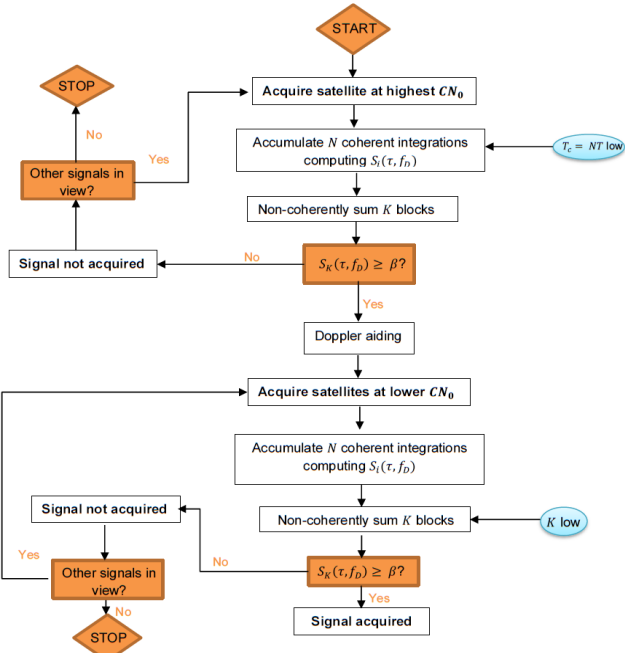 START
STOP
Acquire satellite at highest CN₀
No
Yes
Accumulate N coherent integrations
computing Sᵢ(τ, f_D)
T_c = NT low
Other signals in
view?
Non-coherently sum K blocks
Signal not acquired
No
S_K(τ, f_D) ≥ β?
Yes
Doppler aiding
Acquire satellites at lower CN₀
Accumulate N coherent integrations
computing Sᵢ(τ, f_D)
Signal not acquired
Non-coherently sum K blocks
K low
Yes
No
Other signals in
view?
S_K(τ, f_D) ≥ β?
Yes
No
Signal acquired
STOP